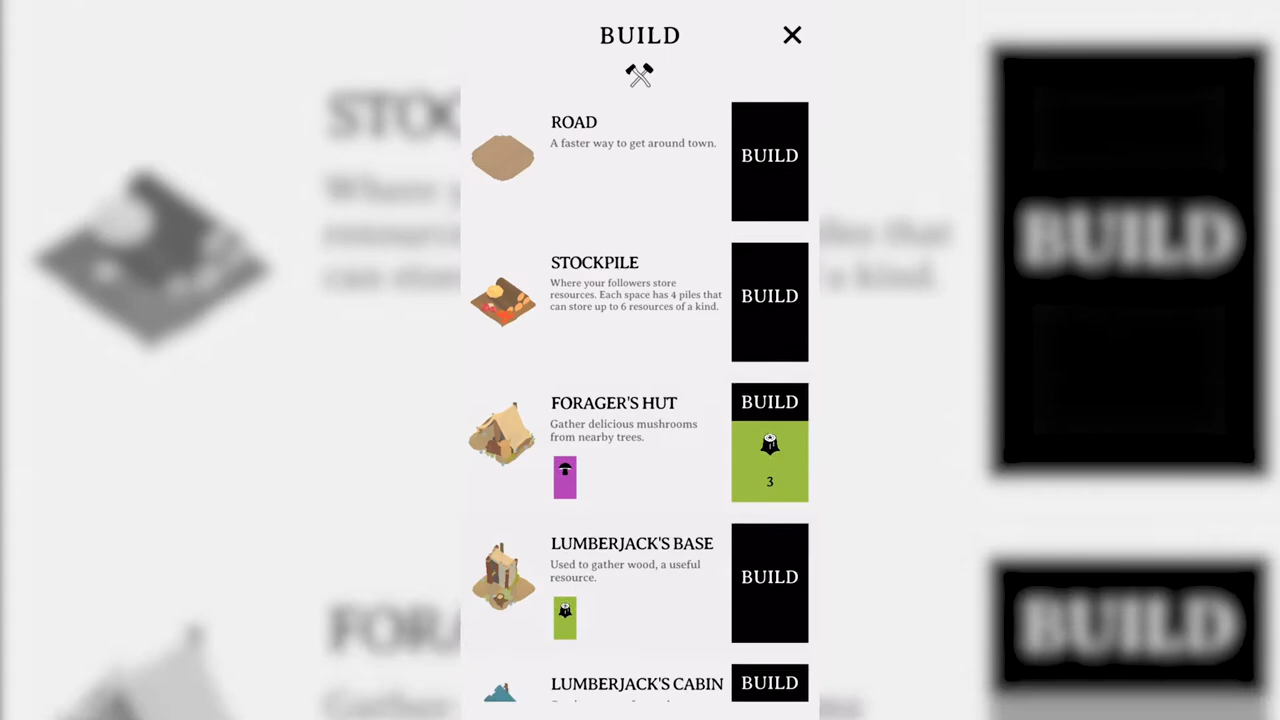 BUILD
ROAD
A faster way to get around town.
BUILD
STOCKPILE
Where your followers store
resources. Each space has 4 piles that
can store up to 6 resources of a kind.
BUILD
FORAGER'S HUT
Gather delicious mushrooms
from nearby trees.
BUILD
3
LUMBERJACK'S BASE
Used to gather wood, a useful
resource.
BUILD
LUMBERJACK'S CABIN
BUILD
BUILD
BUILD